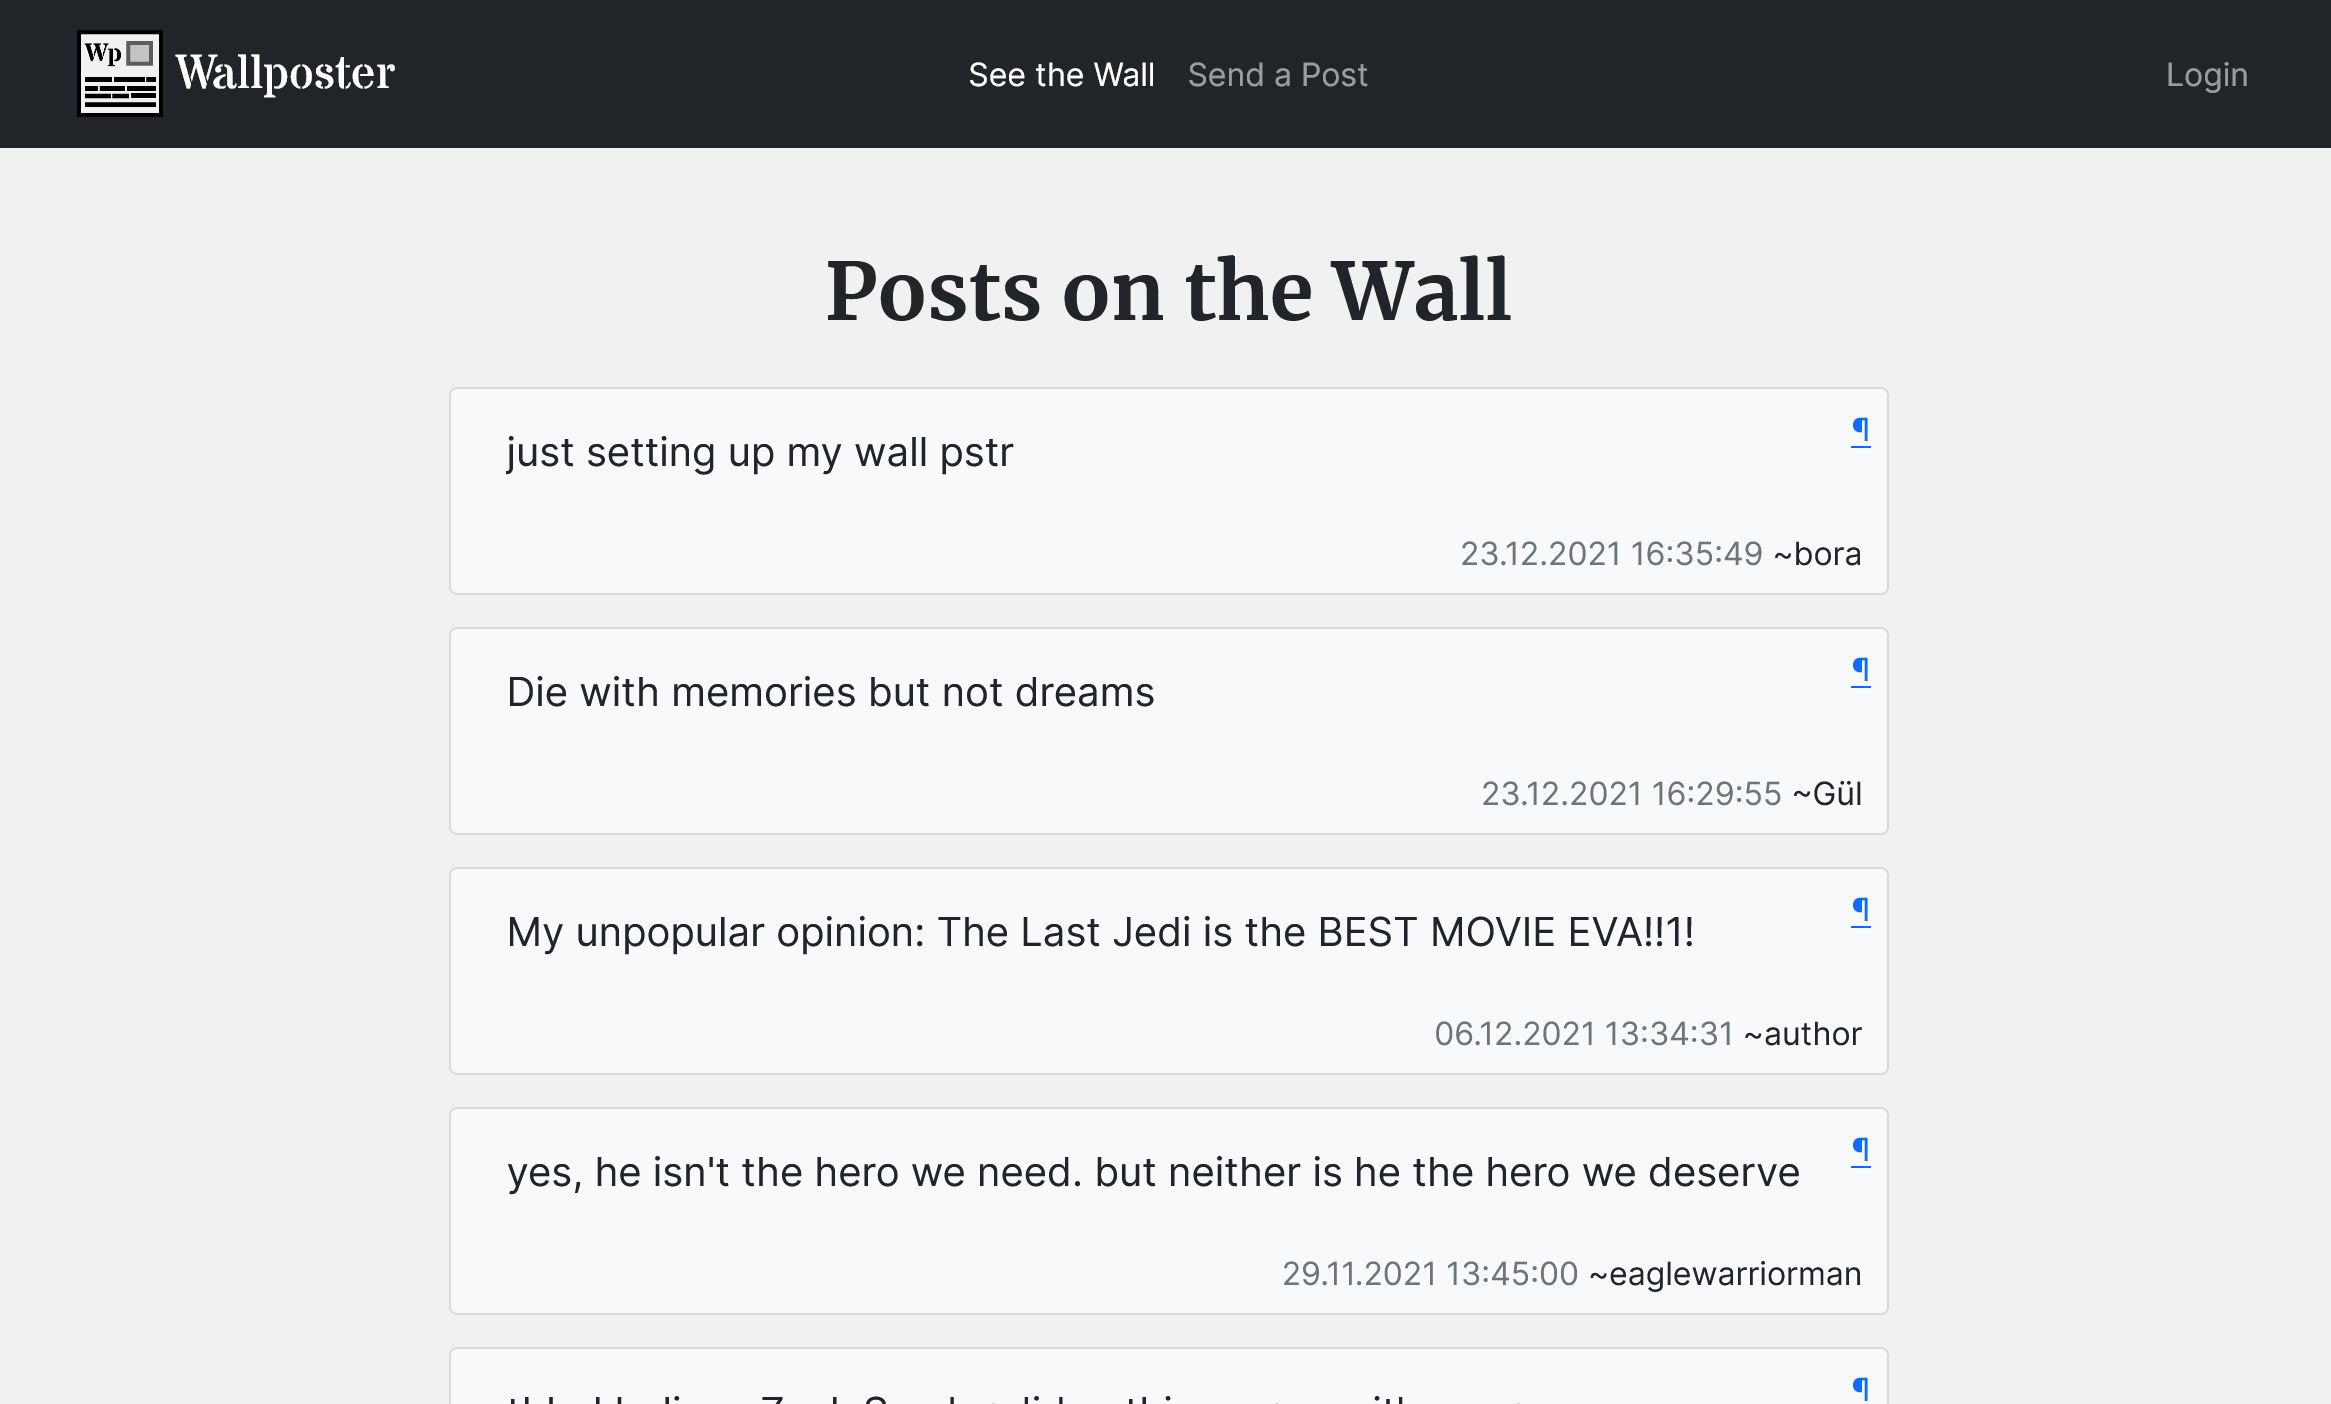 Wp Wallposter
See the Wall Send a Post
Login
Posts on the Wall
¶
just setting up my wall pstr
23.12.2021 16:35:49 ~bora
¶
Die with memories but not dreams
23.12.2021 16:29:55 ~Gül
¶
My unpopular opinion: The Last Jedi is the BEST MOVIE EVA!!1!
06.12.2021 13:34:31 ~author
¶
yes, he isn't the hero we need. but neither is he the hero we deserve
29.11.2021 13:45:00 ~eaglewarriorman
¶